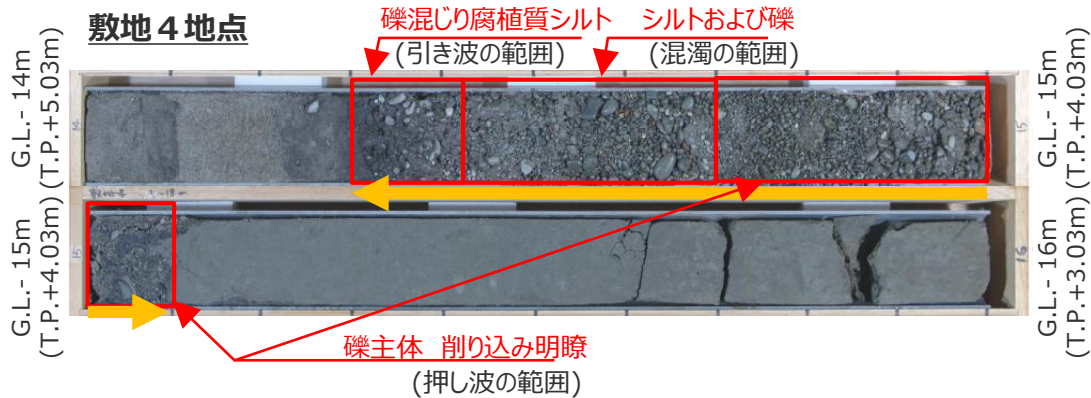 敷地４地点
礫混じり腐植質シルト
(引き波の範囲)
シルトおよび礫
(混濁の範囲)
G.L.- 14m
(T.P.+5.03m)
G.L.- 15m
(T.P.+4.03m)
15
G.L.- 15m
(T.P.+4.03m)
G.L.- 16m
(T.P.+3.03m)
16
礫主体 削り込み明瞭
(押し波の範囲)